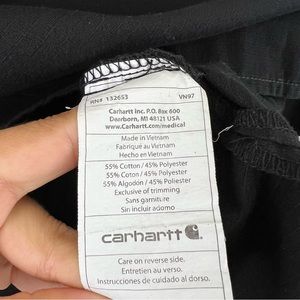 RN# 132653 VN97
Carhartt Inc. P.O. Box 600
Dearborn, MI 48121 USA
www.Carhartt.com/medical
Made in Vietnam
Fabriqué au Vietnam
Hecho en Vietnam
55% Cotton / 45% Polyester
55% Coton / 45% Polyester
55% Algodón / 45% Poliester
Exclusive of trimming
Sans garniture
Sin incluir adorno
carhartt
Care on reverse side.
Entretien au verso.
Instrucciones de cuidado al dorso.